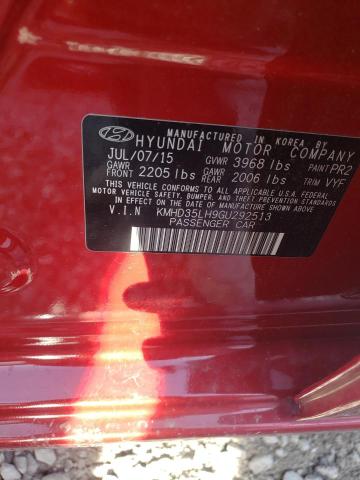 MANUFACTURED IN KOREA BY
HYUNDAI MOTOR COMPANY
JUL/07/15 GVWR 3968 lbs PAINT PR2
GAWR FRONT 2205 lbs GAWR REAR 2006 lbs TRIM VYF
THIS VEHICLE CONFORMS TO ALL APPLICABLE U.S.A FEDERAL
MOTOR VEHICLE SAFETY, BUMPER, AND THEFT PREVENTION STANDARDS
IN EFFECT ON THE DATE OF MANUFACTURE SHOWN ABOVE.
V.I.N KMHD35LH9GU292513
PASSENGER CAR